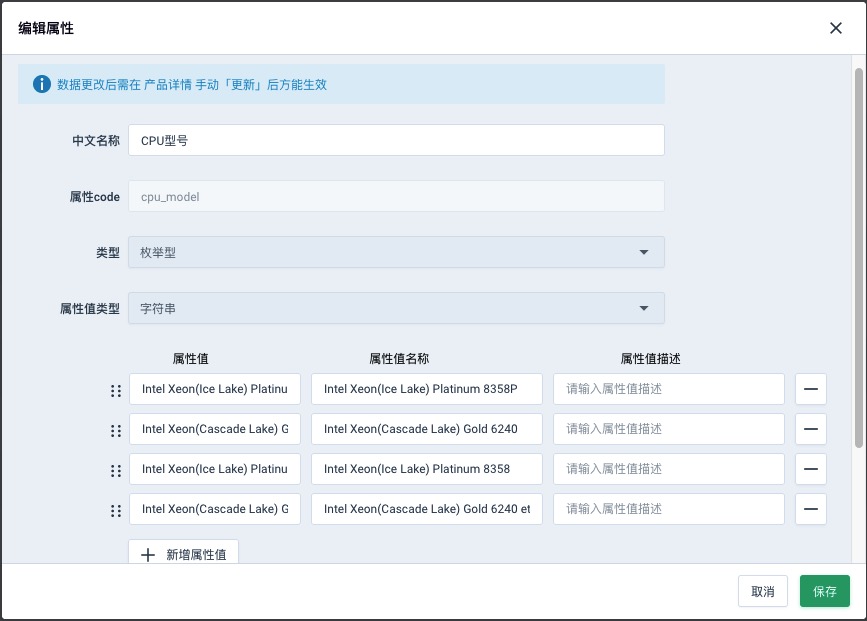 编辑属性
数据更改后需在 产品详情 手动「更新」后方能生效
中文名称 CPU型号
属性code cpu_model
类型 枚举型
属性值类型 字符串
属性值 属性值名称 属性值描述
Intel Xeon(Ice Lake) Platinu Intel Xeon(Ice Lake) Platinum 8358P 请输入属性值描述
Intel Xeon(Cascade Lake) G Intel Xeon(Cascade Lake) Gold 6240 请输入属性值描述
Intel Xeon(Ice Lake) Platinu Intel Xeon(Ice Lake) Platinum 8358 请输入属性值描述
Intel Xeon(Cascade Lake) G Intel Xeon(Cascade Lake) Gold 6240 et 请输入属性值描述
新增属性值
取消 保存